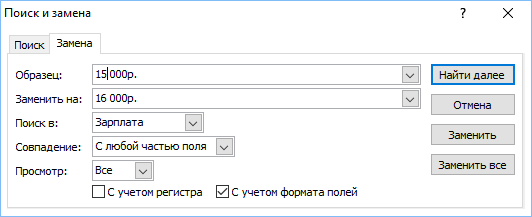 Поиск и замена
?
Поиск
Замена
Образец:
15 000р.
Найти далее
Заменить на:
16 000р.
Отмена
Поиск в:
Зарплата
Заменить
Совпадение:
С любой частью поля
Заменить все
Просмотр:
Все
С учетом регистра
С учетом формата полей